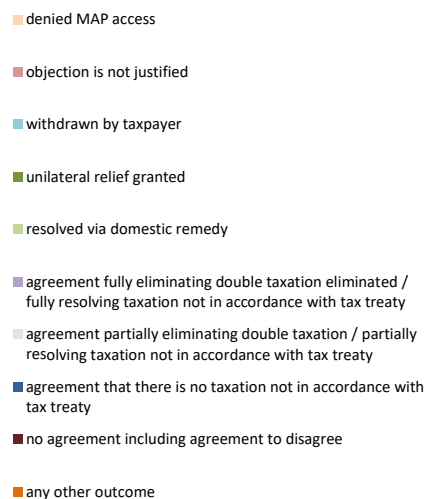 denied MAP access
objection is not justified
withdrawn by taxpayer
unilateral relief granted
resolved via domestic remedy
agreement fully eliminating double taxation eliminated /
fully resolving taxation not in accordance with tax treaty
agreement partially eliminating double taxation / partially
resolving taxation not in accordance with tax treaty
agreement that there is no taxation not in accordance with
tax treaty
no agreement including agreement to disagree
any other outcome